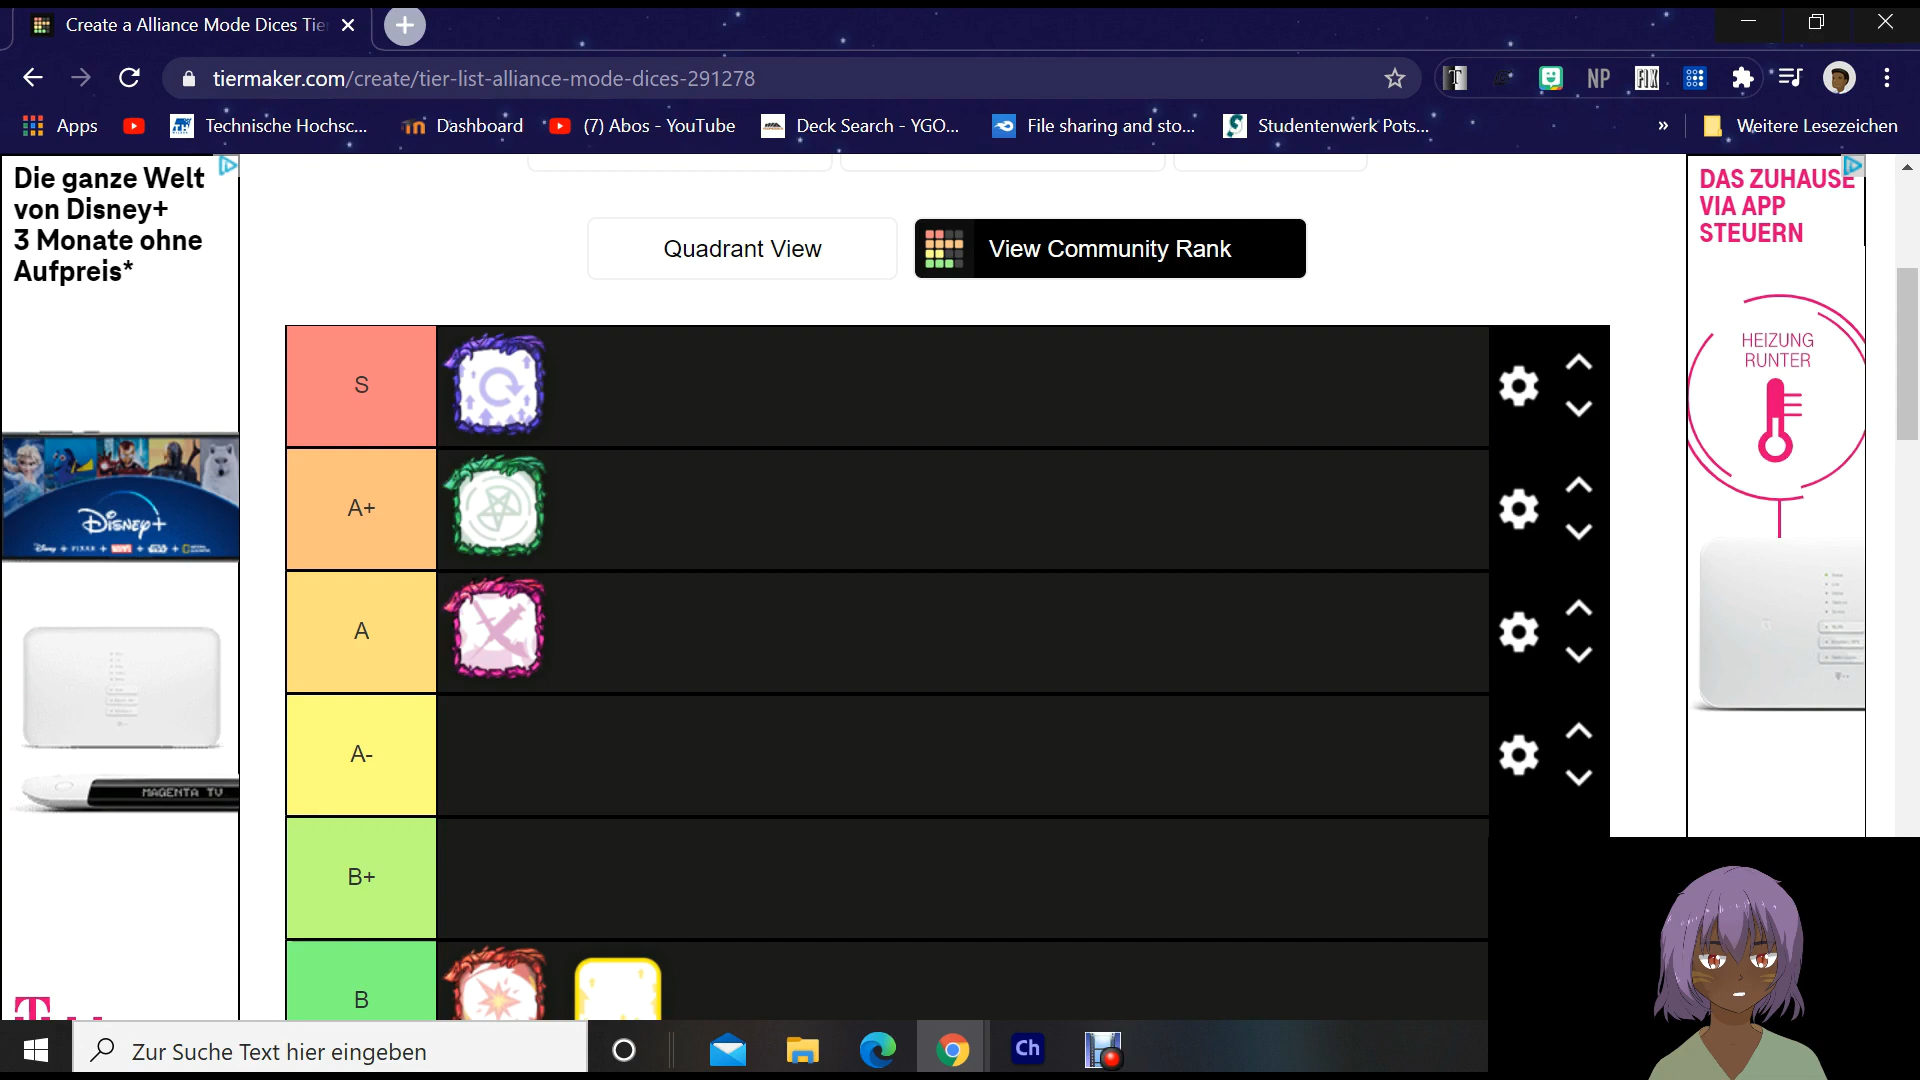 Create a Alliance Mode Dices Tie
tiermaker.com/create/tier-list-alliance-mode-dices-291278
NP
FIX
Apps
Technische Hochsc...
Dashboard
(7) Abos - YouTube
Deck Search - YGO...
File sharing and sto...
Studentenwerk Pots...
»
Weitere Lesezeichen
Die ganze Welt
von Disney+
3 Monate ohne
Aufpreis*
Disney+
MAGENTA TV
Quadrant View
View Community Rank
S
A+
A
A-
B+
B
DAS ZUHAUSE
VIA APP
STEUERN
HEIZUNG
RUNTER
Zur Suche Text hier eingeben
Ch